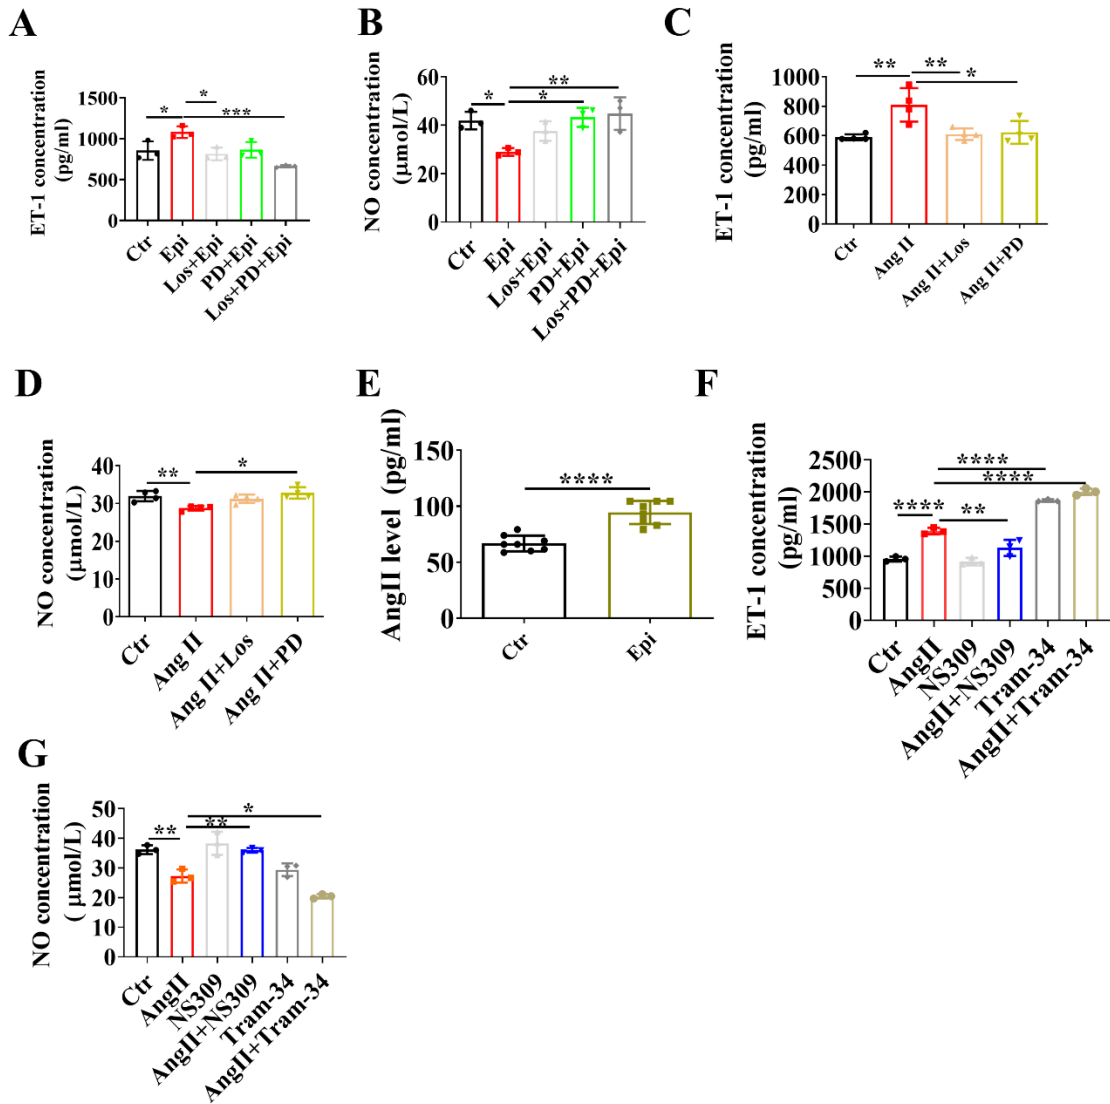 A
ET-1 concentration
(pg/ml)
1500
1000
500
0
*
*
***
Ctr
Epi
Los+Epi
PD+Epi
Los+PD+Epi
B
NO concentration
(μmol/L)
60
40
20
0
*
**
*
Ctr
Epi
Los+Epi
PD+Epi
Los+PD+Epi
C
ET-1 concentration
(pg/ml)
1000
800
600
400
200
0
**
**
*
Ctr
Ang II
Ang II+Los
Ang II+PD
D
NO concentration
(μmol/L)
40
30
20
10
0
**
*
Ctr
Ang II
Ang II+Los
Ang II+PD
E
AngII level (pg/ml)
150
100
50
0
****
Ctr
Epi
F
ET-1 concentration
(pg/ml)
2500
2000
1500
1000
500
0
****
****
****
**
Ctr
AngII
NS309
AngII+NS309
Tram-34
AngII+Tram-34
G
NO concentration
( μmol/L)
50
40
30
20
10
0
**
**
*
Ctr
AngII
NS309
AngII+NS309
Tram-34
AngII+Tram-34